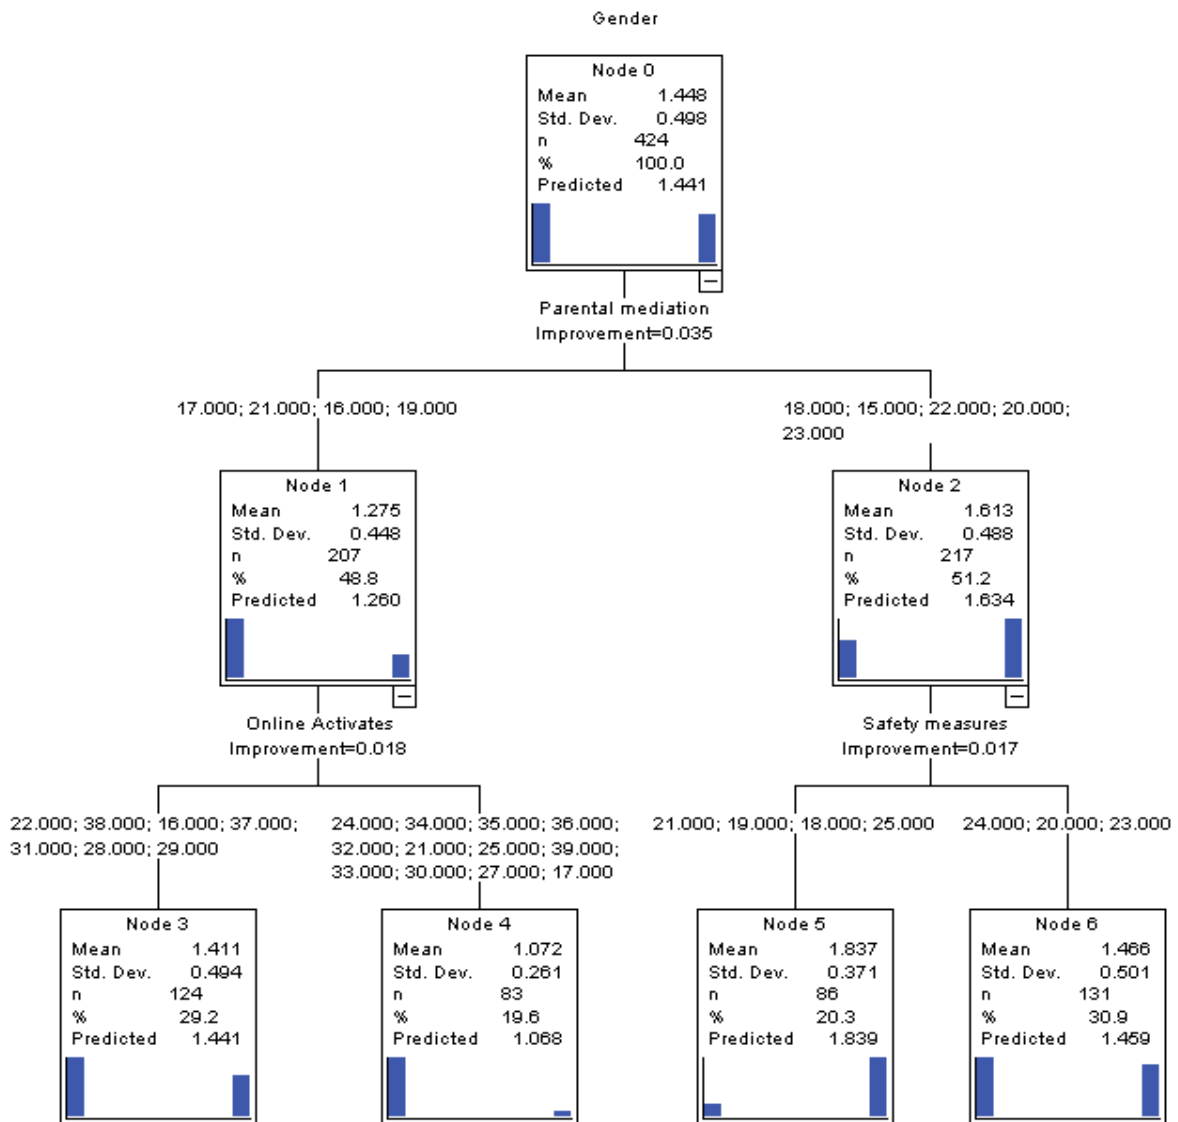 Gender
Node 0
Mean 1.448
Std. Dev. 0.498
n 424
% 100.0
Predicted 1.441
Parental mediation
Improvement=0.035
17.000; 21.000; 16.000; 19.000
18.000; 15.000; 22.000; 20.000;
23.000
Node 1
Mean 1.275
Std. Dev. 0.448
n 207
% 48.8
Predicted 1.260
Node 2
Mean 1.613
Std. Dev. 0.488
n 217
% 51.2
Predicted 1.634
Online Activates
Improvement=0.018
Safety measures
Improvement=0.017
22.000; 38.000; 16.000; 37.000;
31.000; 28.000; 29.000
24.000; 34.000; 35.000; 36.000;
32.000; 21.000; 25.000; 39.000;
33.000; 30.000; 27.000; 17.000
21.000; 19.000; 18.000; 25.000
24.000; 20.000; 23.000
Node 3
Mean 1.411
Std. Dev. 0.494
n 124
% 29.2
Predicted 1.441
Node 4
Mean 1.072
Std. Dev. 0.261
n 83
% 19.6
Predicted 1.068
Node 5
Mean 1.837
Std. Dev. 0.371
n 86
% 20.3
Predicted 1.839
Node 6
Mean 1.466
Std. Dev. 0.501
n 131
% 30.9
Predicted 1.459